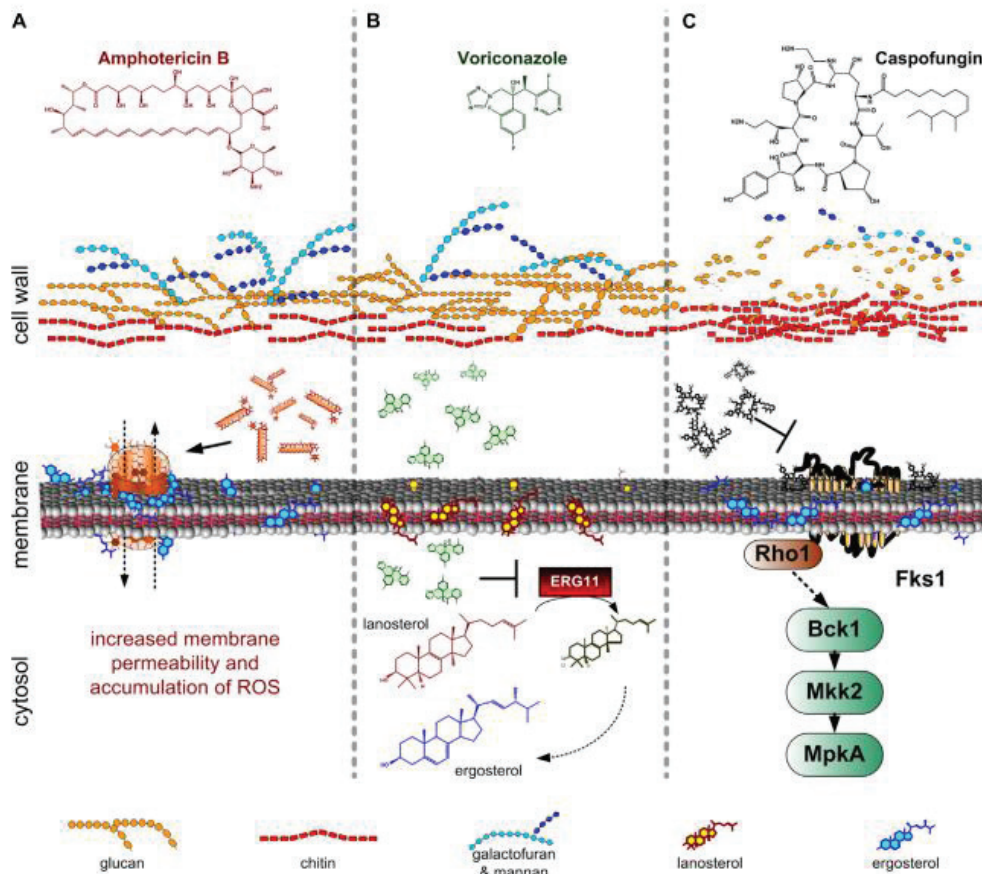 A
B
C
Amphotericin B
Voriconazole
Caspofungin
cell wall
membrane
cytosol
Rho1
Fks1
ERG11
lanosterol
Bck1
increased membrane
permeability and
accumulation of ROS
Mkk2
MpkA
ergosterol
glucan
chitin
galactofuran
& mannan
lanosterol
ergosterol